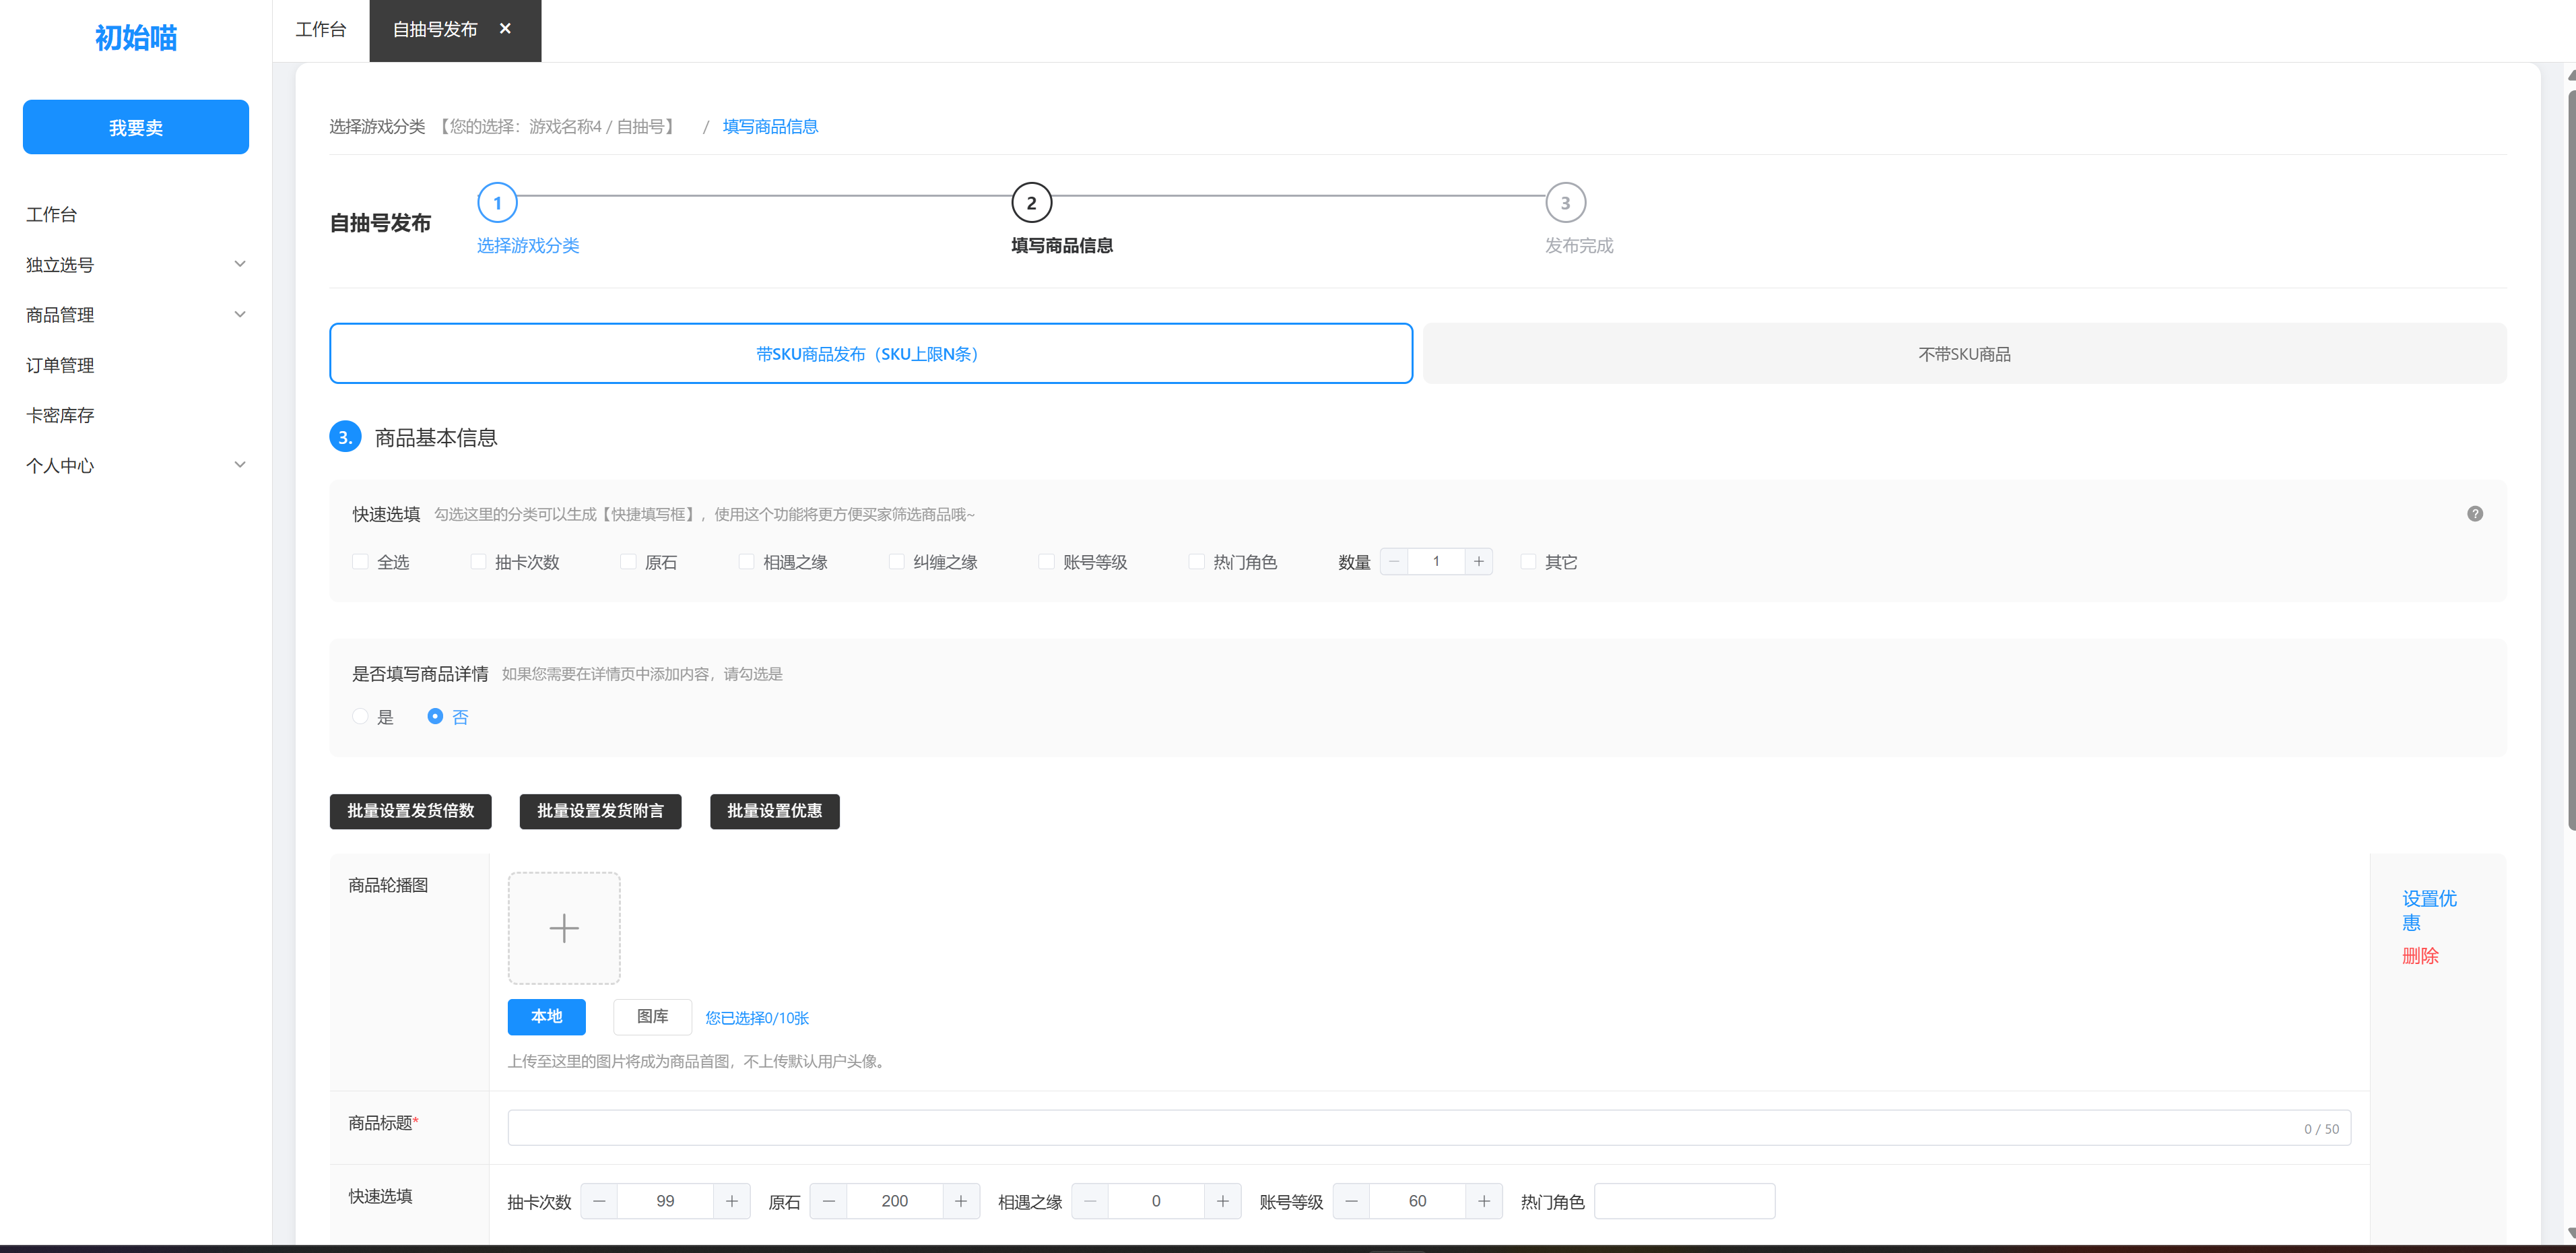 初始喵
工作台
自抽号发布 ×
我要卖
工作台
独立选号
商品管理
订单管理
卡密库存
个人中心
选择游戏分类 【您的选择：游戏名称4 / 自抽号】 / 填写商品信息
自抽号发布
1
选择游戏分类
2
填写商品信息
3
发布完成
带SKU商品发布（SKU上限N条）
不带SKU商品
3. 商品基本信息
快速选填 勾选这里的分类可以生成【快捷填写框】，使用这个功能将更方便买家筛选商品哦~
?
全选 抽卡次数 原石 相遇之缘 纠缠之缘 账号等级 热门角色 数量 － 1 + 其它
是否填写商品详情 如果您需要在详情页中添加内容，请勾选是
是 否
批量设置发货倍数 批量设置发货附言 批量设置优惠
商品轮播图
+
本地 图库 您已选择0/10张
上传至这里的图片将成为商品首图，不上传默认用户头像。
设置优
惠
删除
商品标题*
0 / 50
快速选填
抽卡次数 － 99 + 原石 － 200 + 相遇之缘 － 0 + 账号等级 － 60 + 热门角色